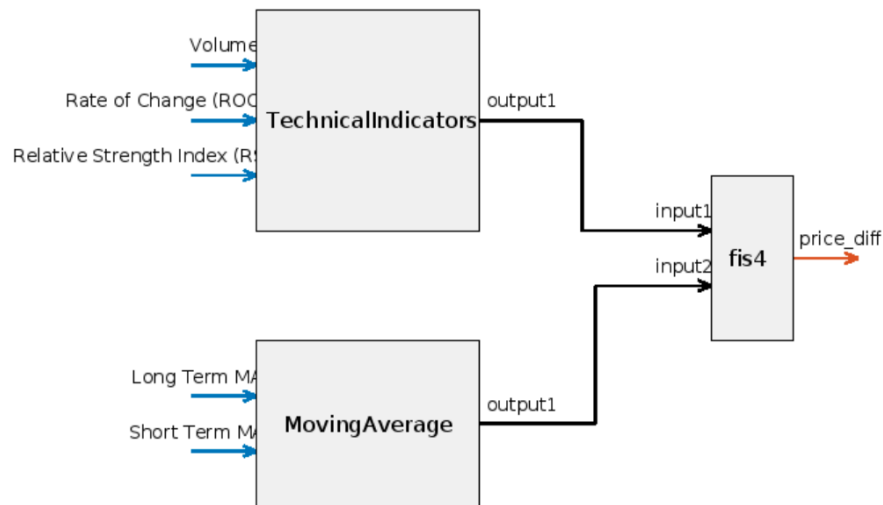 Volume
Rate of Change (ROC
Relative Strength Index (RS
TechnicalIndicators
output1
input1
input2
fis4
price_diff
Long Term MA
Short Term MA
MovingAverage
output1